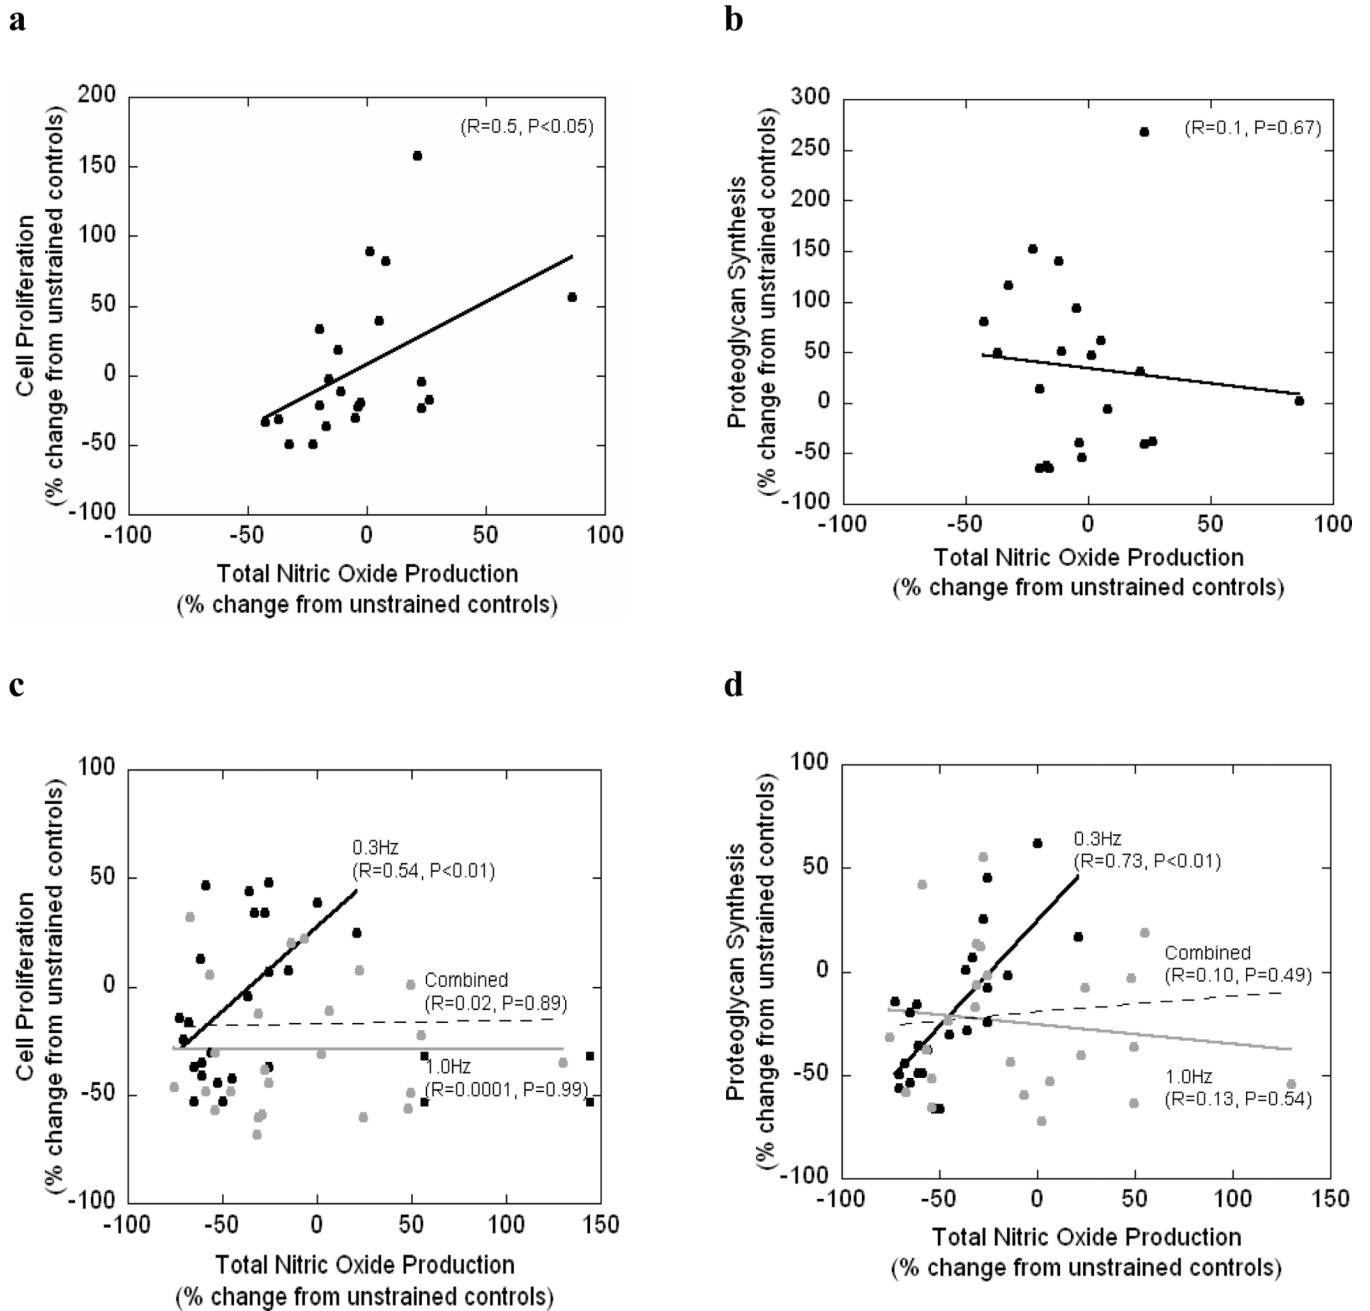 a
200
150
100
50
0
-50
-100
-100
-50
0
50
100
(R=0.5, P<0.05)
Cell Proliferation
(% change from unstrained controls)
Total Nitric Oxide Production
(% change from unstrained controls)
b
300
250
200
150
100
50
0
-50
-100
-100
-50
0
50
100
(R=0.1, P=0.67)
Proteoglycan Synthesis
(% change from unstrained controls)
Total Nitric Oxide Production
(% change from unstrained controls)
c
100
50
0
-50
-100
-100
-50
0
50
100
150
0.3Hz
(R=0.54, P<0.01)
Combined
(R=0.02, P=0.89)
1.0Hz
(R=0.0001, P=0.99)
Cell Proliferation
(% change from unstrained controls)
Total Nitric Oxide Production
(% change from unstrained controls)
d
100
50
0
-50
-100
-100
-50
0
50
100
150
0.3Hz
(R=0.73, P<0.01)
Combined
(R=0.10, P=0.49)
1.0Hz
(R=0.13, P=0.54)
Proteoglycan Synthesis
(% change from unstrained controls)
Total Nitric Oxide Production
(% change from unstrained controls)